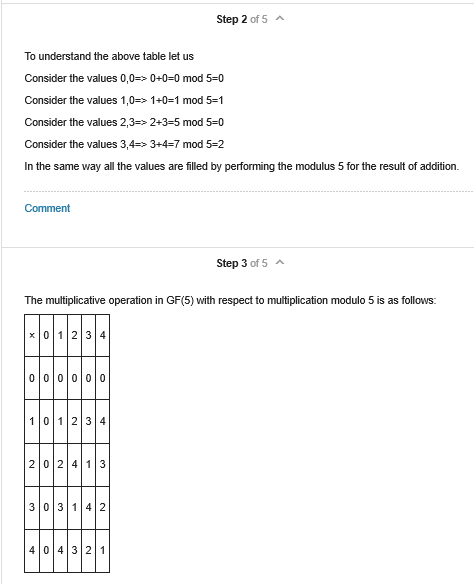 Step 2 of 5
To understand the above table let us
Consider the values 0,0=> 0+0=0 mod 5=0
Consider the values 1,0=> 1+0=1 mod 5=1
Consider the values 2,3=> 2+3=5 mod 5=0
Consider the values 3,4=> 3+4=7 mod 5=2
In the same way all the values are filled by performing the modulus 5 for the result of addition.
Comment
Step 3 of 5
The multiplicative operation in GF(5) with respect to multiplication modulo 5 is as follows:
× 0 1 2 3 4
0 0 0 0 0 0
1 0 1 2 3 4
2 0 2 4 1 3
3 0 3 1 4 2
4 0 4 3 2 1